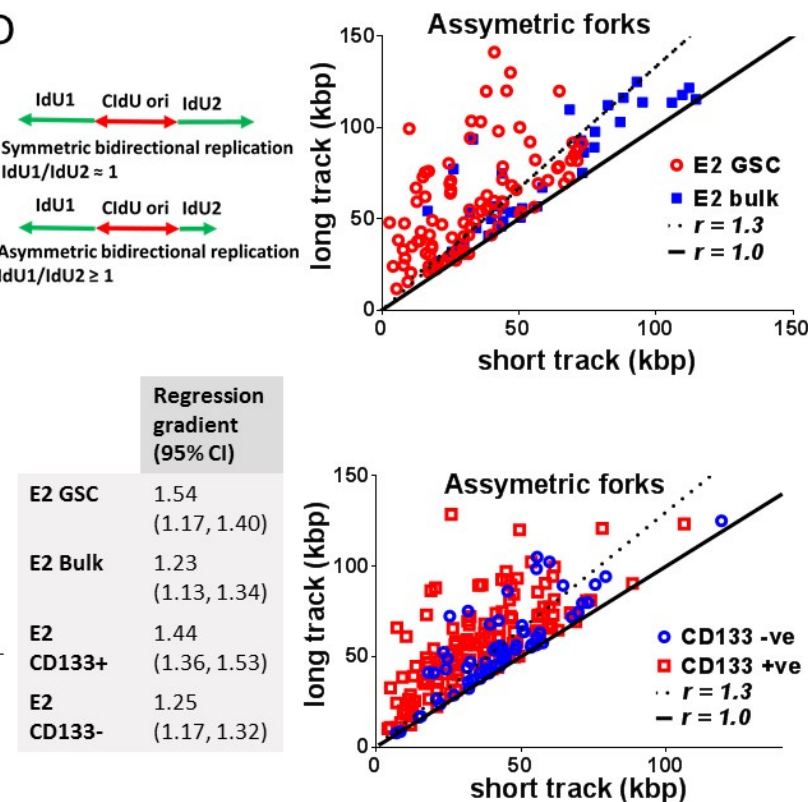 D
IdU1 CIdU ori IdU2
Symmetric bidirectional replication
IdU1/IdU2 ≈ 1
IdU1 CIdU ori IdU2
Asymmetric bidirectional replication
IdU1/IdU2 ≥ 1
Assymetric forks
150
100
50
0
long track (kbp)
0 50 100 150
short track (kbp)
E2 GSC
E2 bulk
r = 1.3
r = 1.0
Regression
gradient
(95% CI)
E2 GSC 1.54
(1.17, 1.40)
E2 Bulk 1.23
(1.13, 1.34)
E2 1.44
CD133+ (1.36, 1.53)
E2 1.25
CD133- (1.17, 1.32)
Assymetric forks
150
100
50
0
long track (kbp)
0 50 100
short track (kbp)
CD133 -ve
CD133 +ve
r = 1.3
r = 1.0